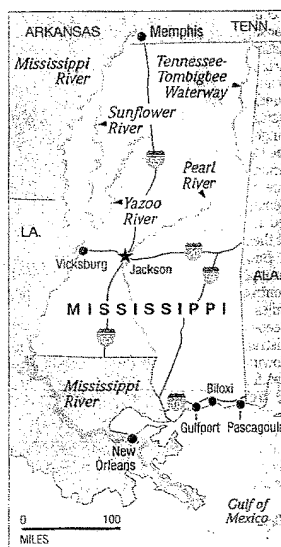 ARKANSAS
TENN.
Memphis
Mississippi
River
Tennessee-
Tombigbee
Waterway
Sunflower
River
Pearl
River
Yazoo
River
LA.
Vicksburg
Jackson
ALA.
MISSISSIPPI
Mississippi
River
Biloxi
Gulfport
Pascagoula
New
Orleans
Gulf of
Mexico
0 100
MILES